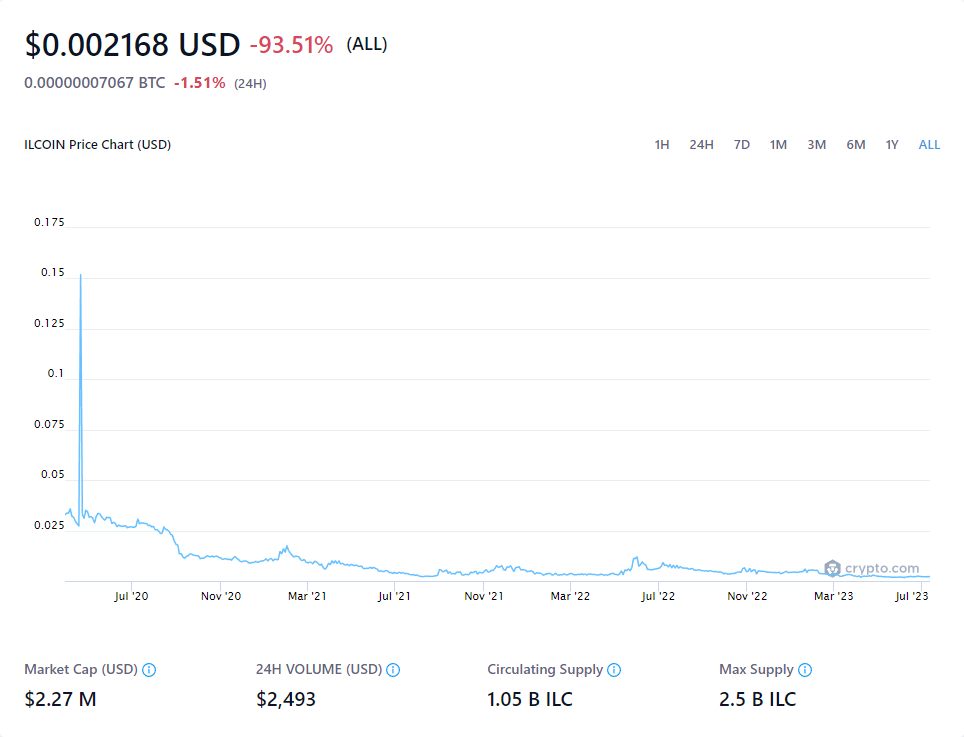 $0.002168 USD -93.51% (ALL)
0.00000007067 BTC -1.51% (24H)
ILCOIN Price Chart (USD) 1H 24H 7D 1M 3M 6M 1Y ALL
0.175
0.15
0.125
0.1
0.075
0.05
0.025
crypto.com
Jul '20 Nov '20 Mar '21 Jul '21 Nov '21 Mar '22 Jul '22 Nov '22 Mar '23 Jul '23
Market Cap (USD) 24H VOLUME (USD) Circulating Supply Max Supply
$2.27 M $2,493 1.05 B ILC 2.5 B ILC